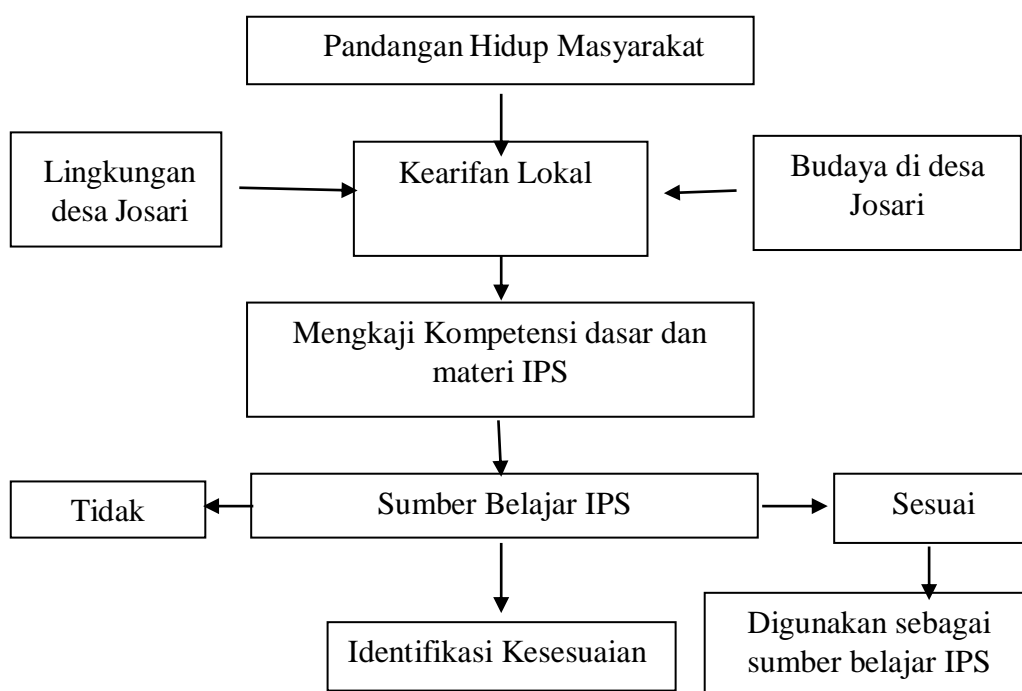 Pandangan Hidup Masyarakat
Lingkungan
desa Josari
Kearifan Lokal
Budaya di desa
Josari
Mengkaji Kompetensi dasar dan
materi IPS
Tidak
Sumber Belajar IPS
Sesuai
Identifikasi Kesesuaian
Digunakan sebagai
sumber belajar IPS